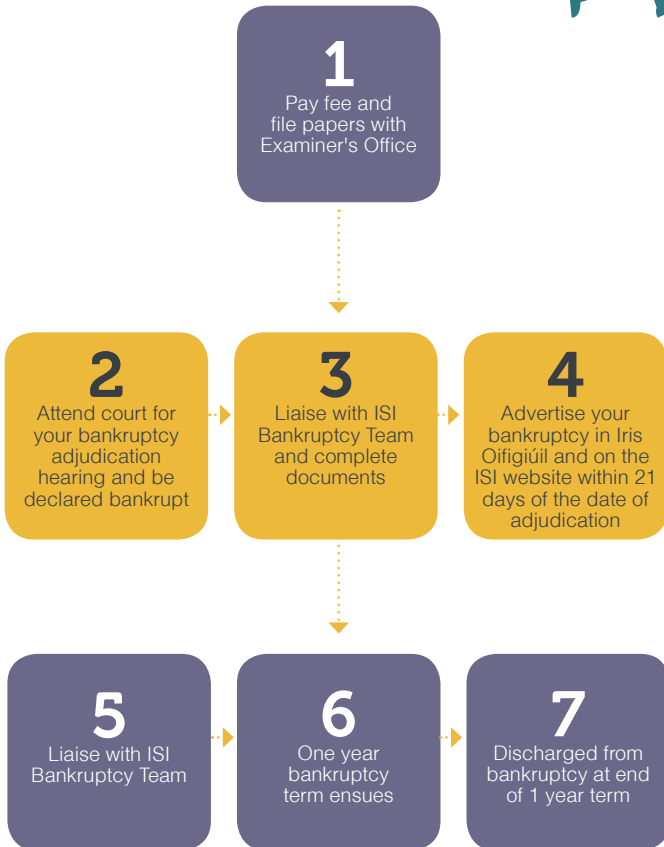 1
Pay fee and
file papers with
Examiner's Office
2
Attend court for
your bankruptcy
adjudication
hearing and be
declared bankrupt
3
Liaise with ISI
Bankruptcy Team
and complete
documents
4
Advertise your
bankruptcy in Iris
Oifigiúil and on the
ISI website within 21
days of the date of
adjudication
5
Liaise with ISI
Bankruptcy Team
6
One year
bankruptcy
term ensues
7
Discharged from
bankruptcy at end
of 1 year term